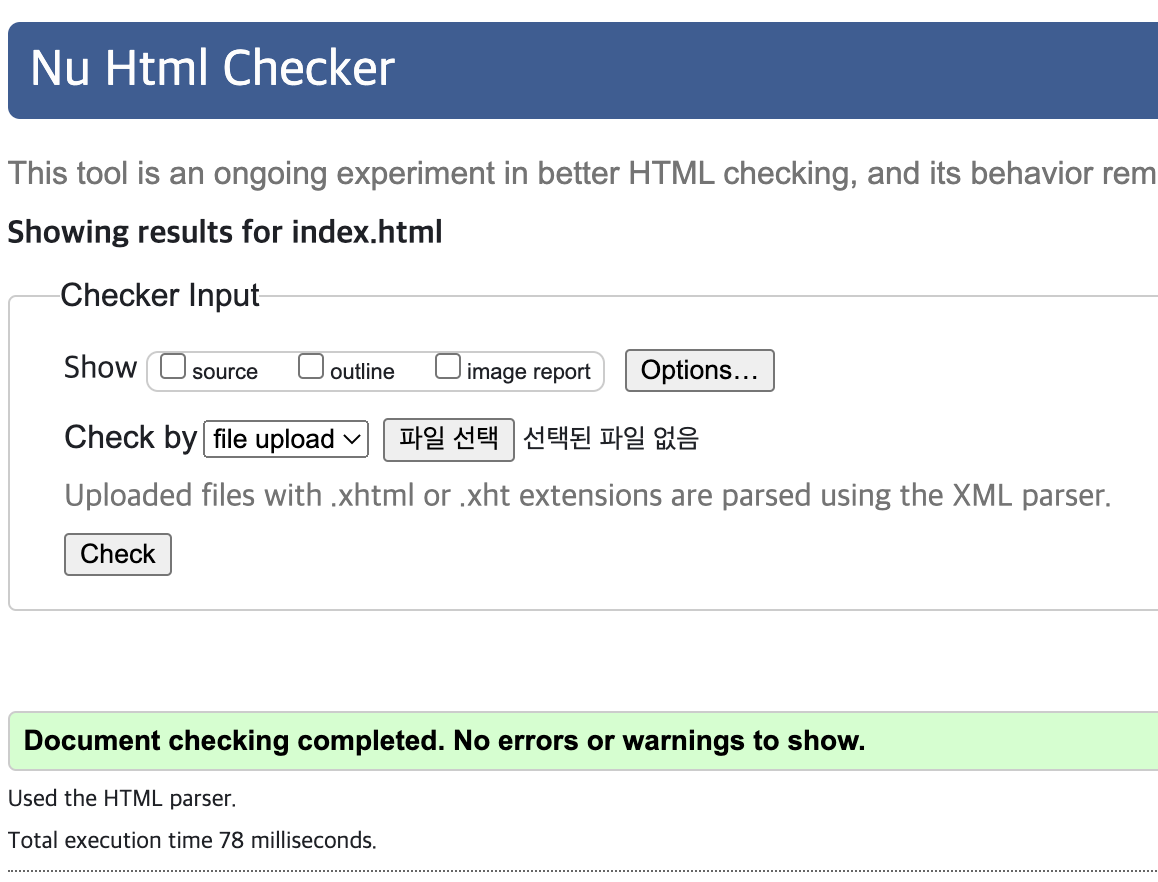 Nu Html Checker
This tool is an ongoing experiment in better HTML checking, and its behavior rem
Showing results for index.html
Checker Input
Show source outline image report Options…
Check by file upload 파일 선택 선택된 파일 없음
Uploaded files with .xhtml or .xht extensions are parsed using the XML parser.
Check
Document checking completed. No errors or warnings to show.
Used the HTML parser.
Total execution time 78 milliseconds.